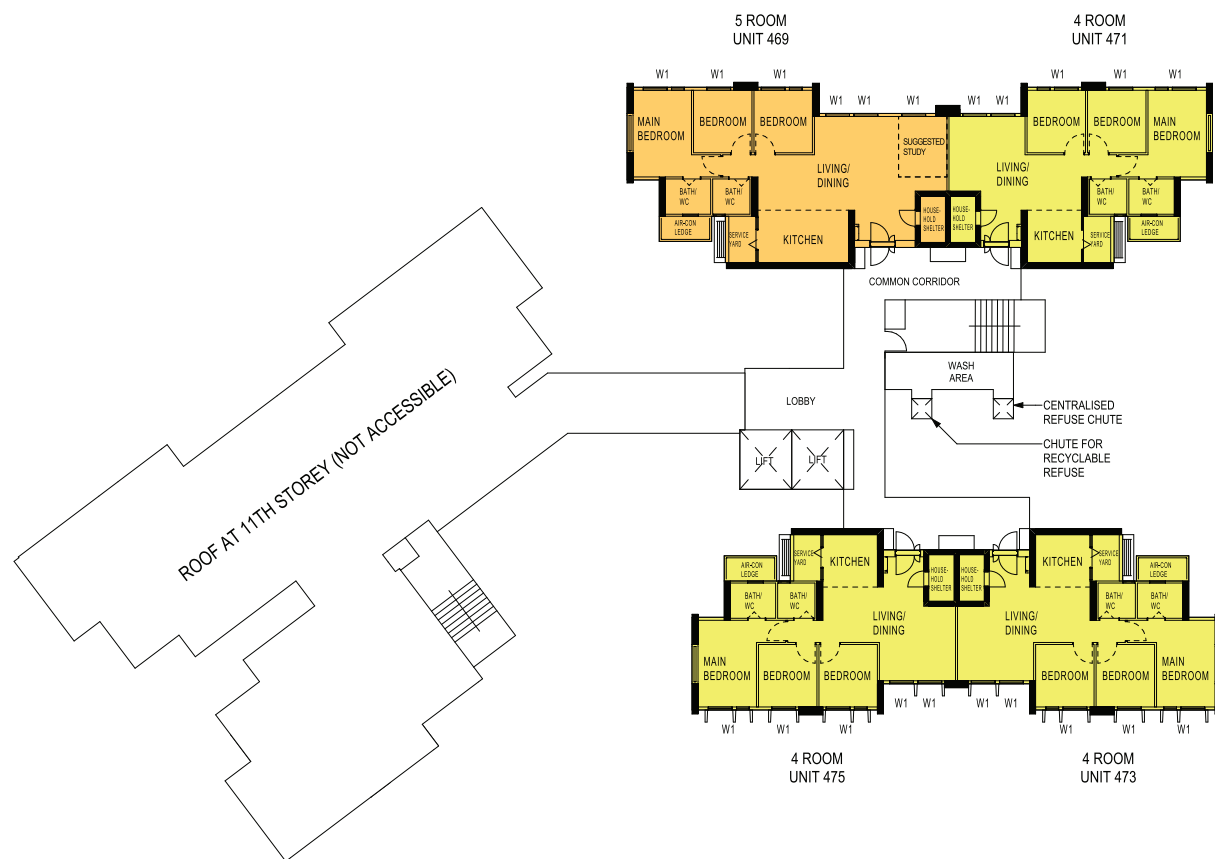 5 ROOM
UNIT 469
4 ROOM
UNIT 471
W1
W1
W1
W1
W1
W1
W1
W1
W1
W1
W1
MAIN
BEDROOM
BEDROOM
BEDROOM
SUGGESTED
STUDY
BEDROOM
BEDROOM
MAIN
BEDROOM
LIVING/
DINING
LIVING/
DINING
BATH/
WC
BATH/
WC
BATH/
WC
BATH/
WC
AIR-CON
LEDGE
SERVICE
YARD
KITCHEN
HOUSE-
HOLD
SHELTER
HOUSE-
HOLD
SHELTER
KITCHEN
SERVICE
YARD
AIR-CON
LEDGE
COMMON CORRIDOR
WASH
AREA
LOBBY
CENTRALISED
REFUSE CHUTE
CHUTE FOR
RECYCLABLE
REFUSE
LIFT
LIFT
ROOF AT 11TH STOREY (NOT ACCESSIBLE)
AIR-CON
LEDGE
SERVICE
YARD
KITCHEN
HOUSE-
HOLD
SHELTER
HOUSE-
HOLD
SHELTER
KITCHEN
SERVICE
YARD
AIR-CON
LEDGE
BATH/
WC
BATH/
WC
BATH/
WC
BATH/
WC
LIVING/
DINING
LIVING/
DINING
MAIN
BEDROOM
BEDROOM
BEDROOM
BEDROOM
BEDROOM
MAIN
BEDROOM
W1
W1
W1
W1
W1
W1
W1
W1
W1
W1
4 ROOM
UNIT 475
4 ROOM
UNIT 473